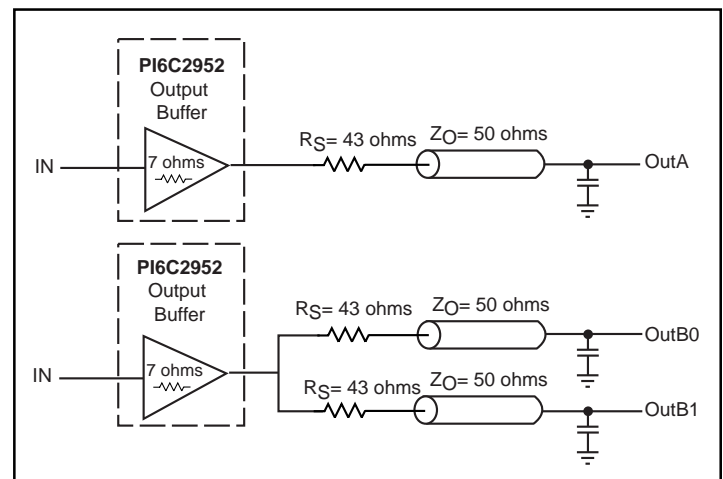 PI6C2952
Output
Buffer
7 ohms
IN
RS= 43 ohms
ZO= 50 ohms
OutA
PI6C2952
Output
Buffer
7 ohms
IN
RS= 43 ohms
ZO= 50 ohms
OutB0
RS= 43 ohms
ZO= 50 ohms
OutB1